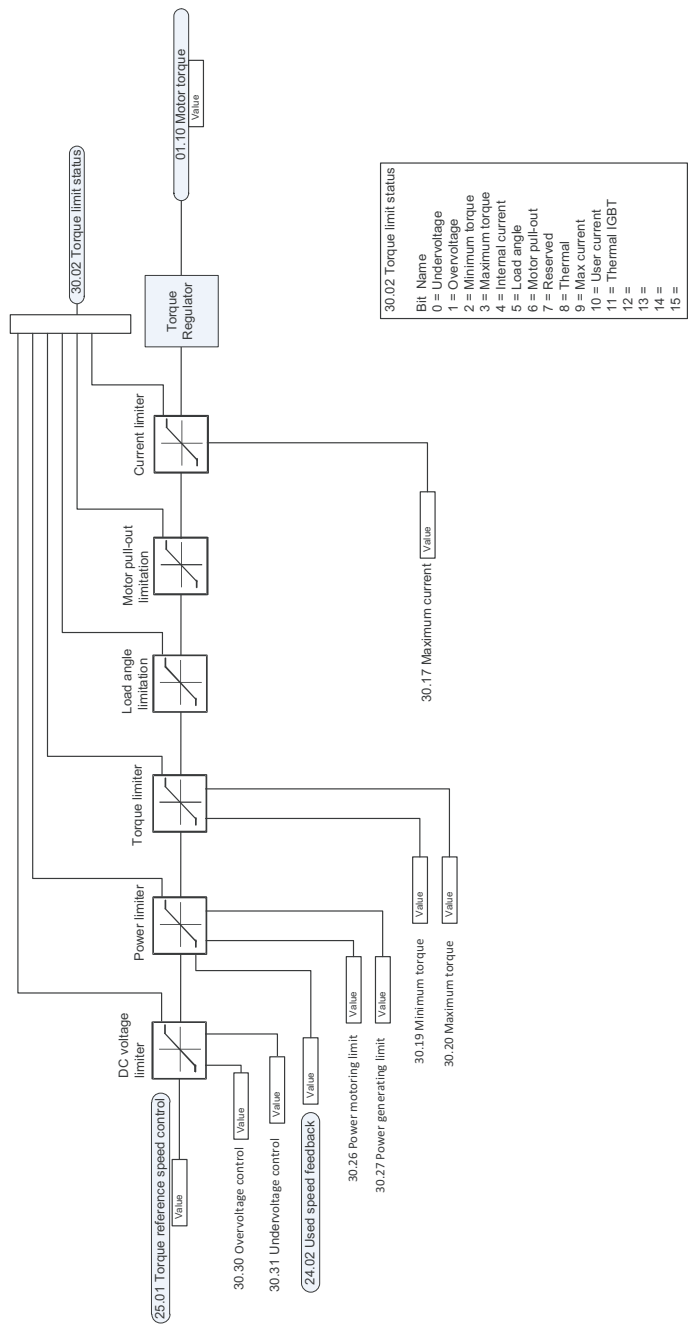 30.02 Torque limit status
DC voltage
limiter
Power limiter
Torque limiter
Load angle
limitation
Motor pull-out
limitation
Current limiter
Torque
Regulator
25.01 Torque reference speed control
Value
01.10 Motor torque
Value
30.30 Overvoltage control
Value
30.31 Undervoltage control
Value
24.02 Used speed feedback
Value
30.26 Power motoring limit
Value
30.27 Power generating limit
Value
30.19 Minimum torque
Value
30.20 Maximum torque
Value
30.17 Maximum current
Value
30.02 Torque limit status
Bit Name
0 = Undervoltage
1 = Overvoltage
2 = Minimum torque
3 = Maximum torque
4 = Internal current
5 = Load angle
6 = Motor pull-out
7 = Reserved
8 = Thermal
9 = Max current
10 = User current
11 = Thermal IGBT
12 =
13 =
14 =
15 =